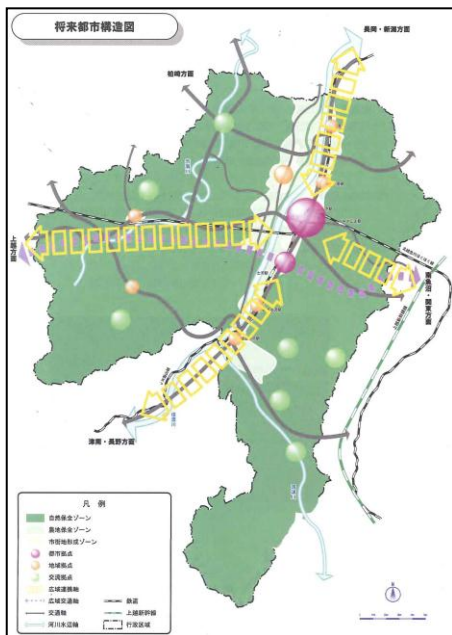 将来都市構造図
長岡・新潟方面
柏崎方面
上越方面
南魚沼・関東方面
津南・長野方面
凡例
自然保全ゾーン
農地保全ゾーン
市街地形成ゾーン
都市拠点
地域拠点
交流拠点
広域連携軸
広域交通軸
交通軸
河川水辺軸
鉄道
上越新幹線
行政区域